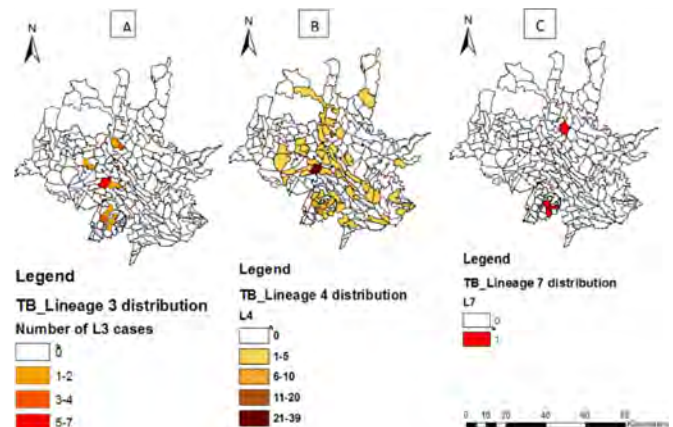 N
A
N
B
N
C
Legend
TB_Lineage 3 distribution
Number of L3 cases
0
1-2
3-4
5-7
Legend
TB_Lineage 4 distribution
L4
0
1-5
6-10
11-20
21-39
Legend
TB_Lineage 7 distribution
L7
0
1
0
20
40
60
80